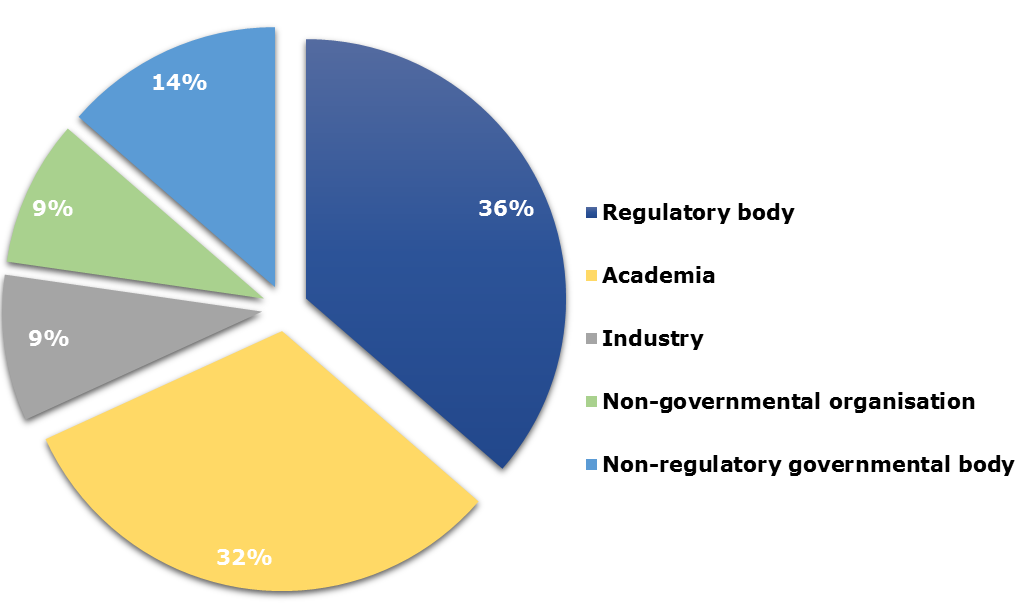 14%
36%
9%
9%
32%
Regulatory body
Academia
Industry
Non-governmental organisation
Non-regulatory governmental body